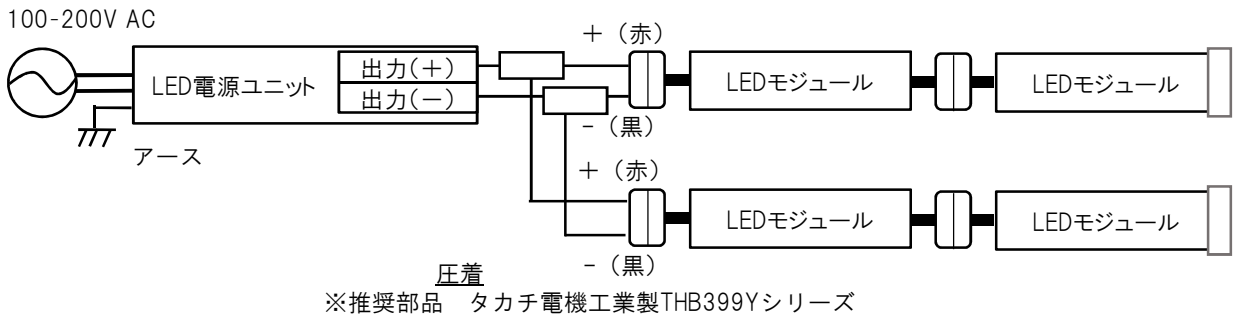 100-200V AC
LED電源ユニット
出力(+)
出力(-)
アース
+ (赤)
- (黒)
LEDモジュール
LEDモジュール
+ (赤)
- (黒)
LEDモジュール
LEDモジュール
圧着
※推奨部品 タカチ電機工業製THB399Yシリーズ